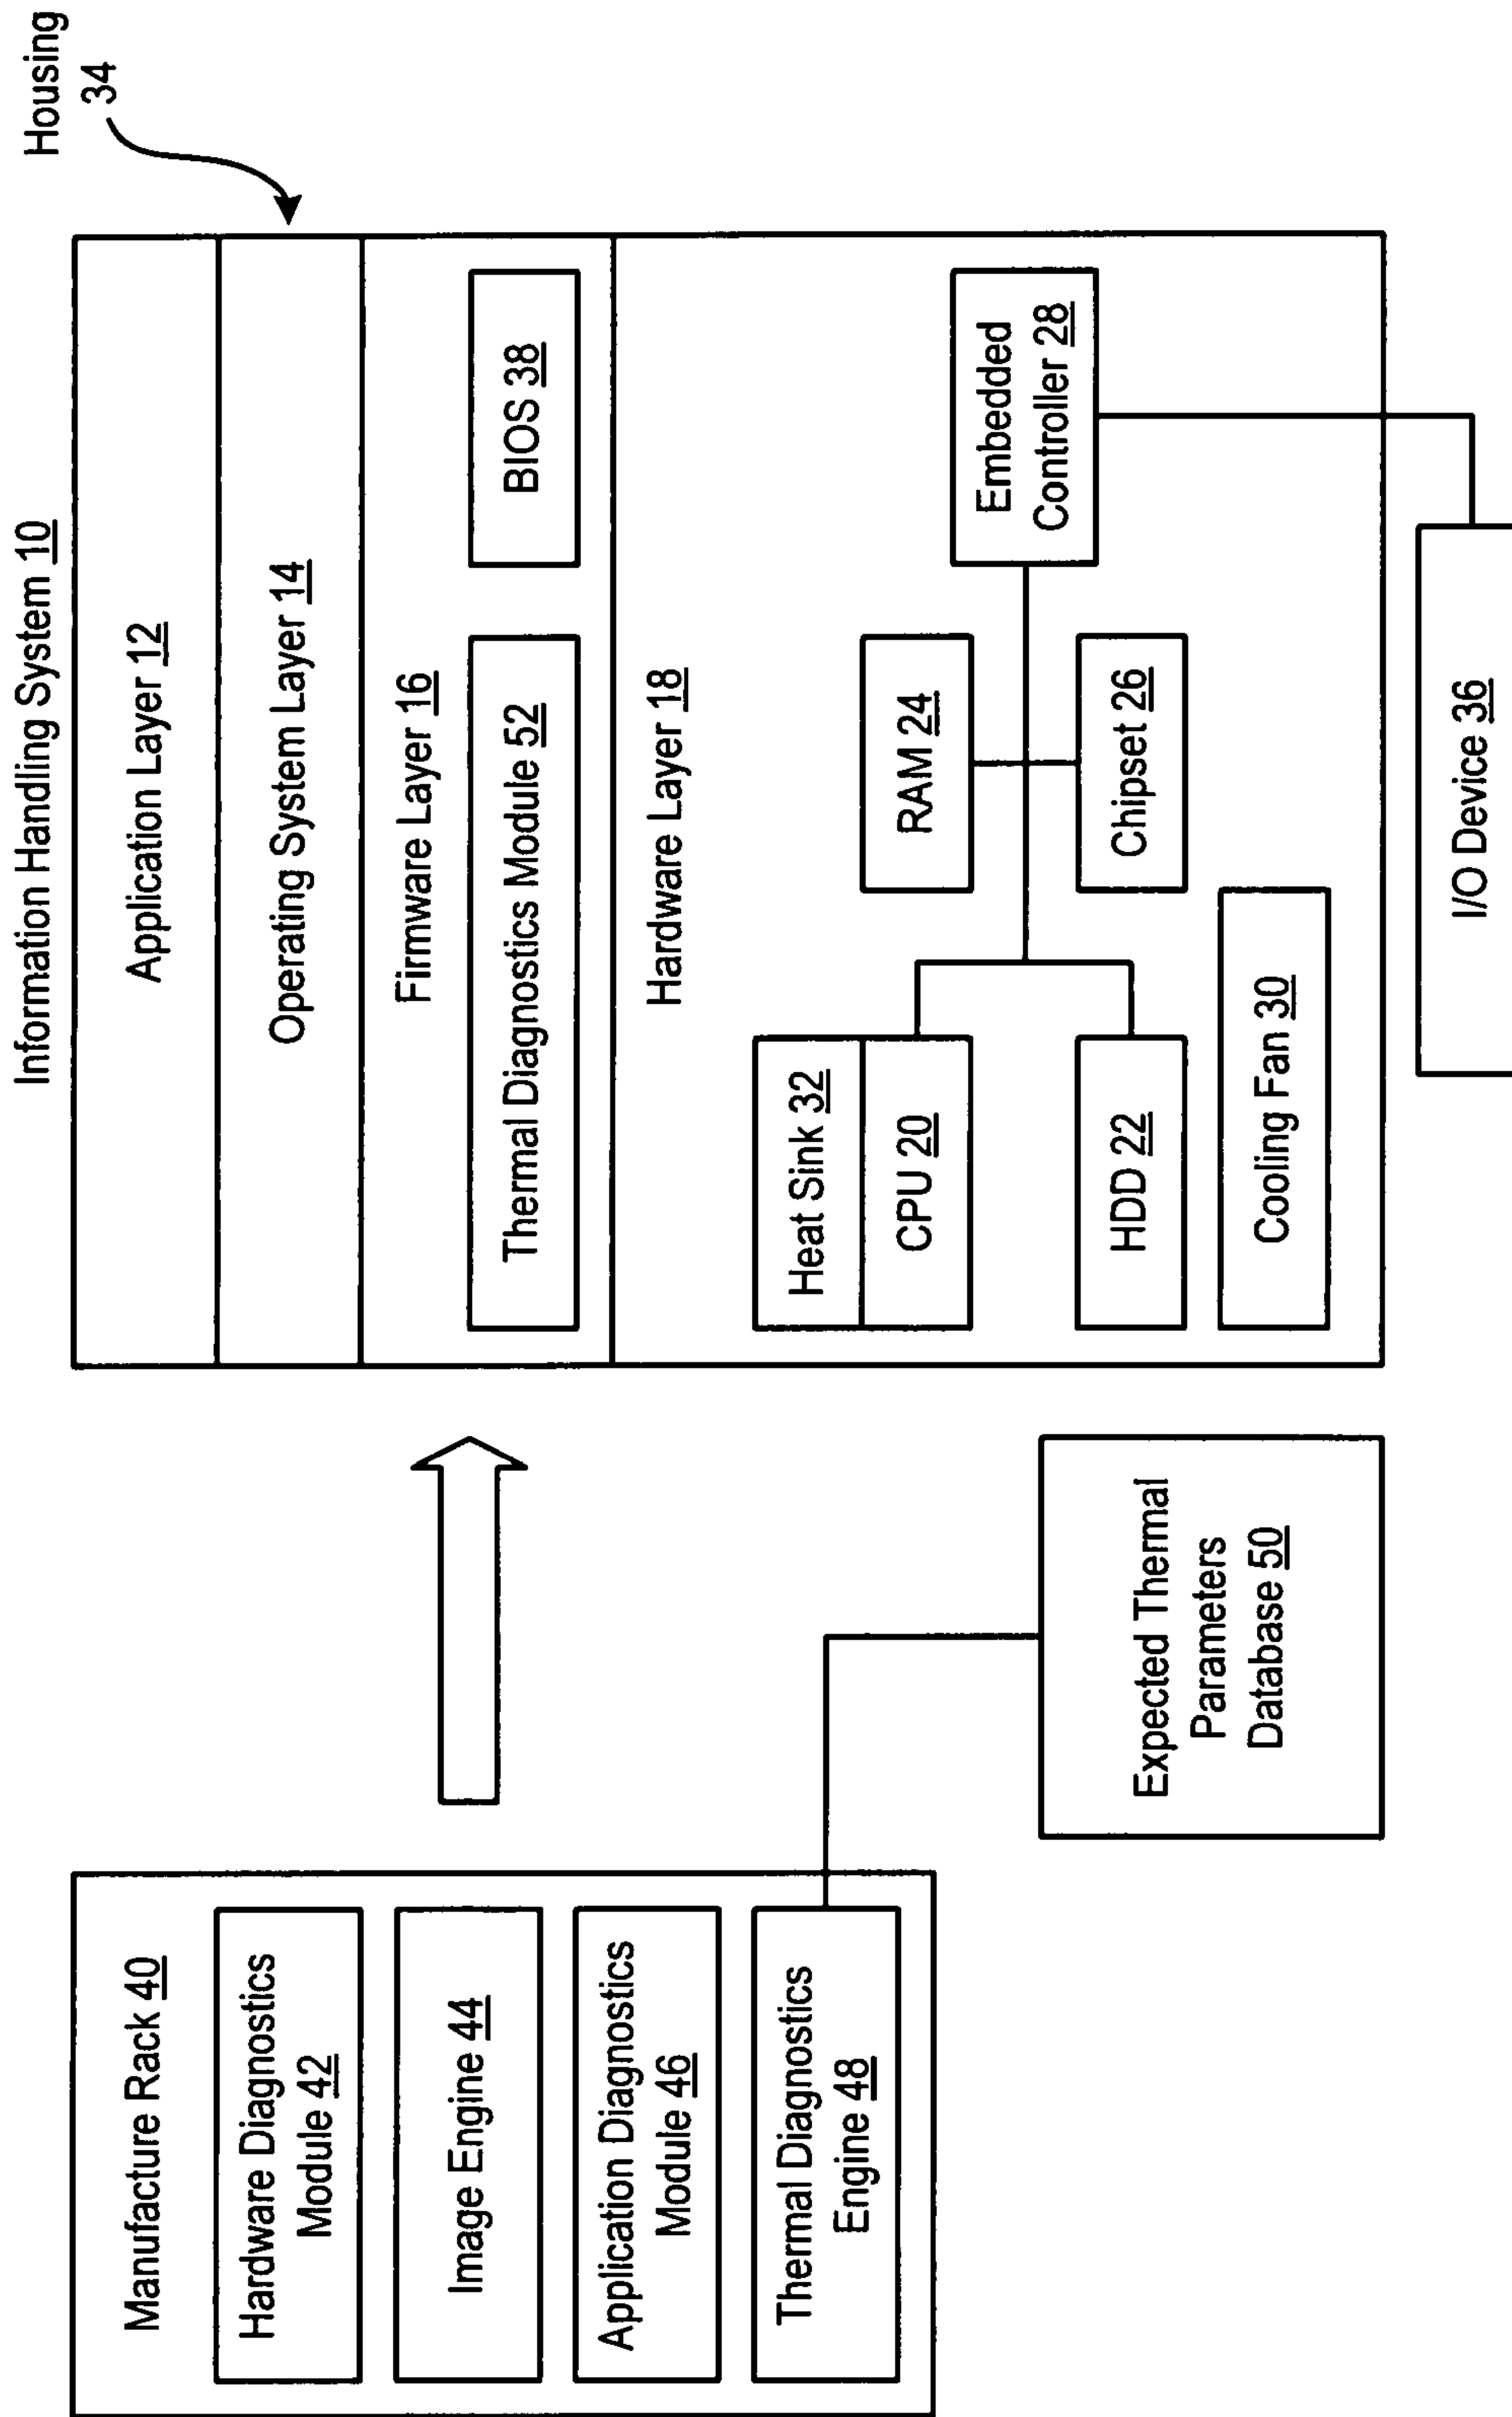 Manufacture Rack 40
Hardware Diagnostics
Module 42
Image Engine 44
Application Diagnostics
Module 46
Thermal Diagnostics
Engine 48
Expected Thermal
Parameters
Database 50
Information Handling System 10
Housing
34
Application Layer 12
Operating System Layer 14
Firmware Layer 16
Thermal Diagnostics Module 52
BIOS 38
Hardware Layer 18
Heat Sink 32
CPU 20
HDD 22
Cooling Fan 30
RAM 24
Chipset 26
Embedded
Controller 28
I/O Device 36